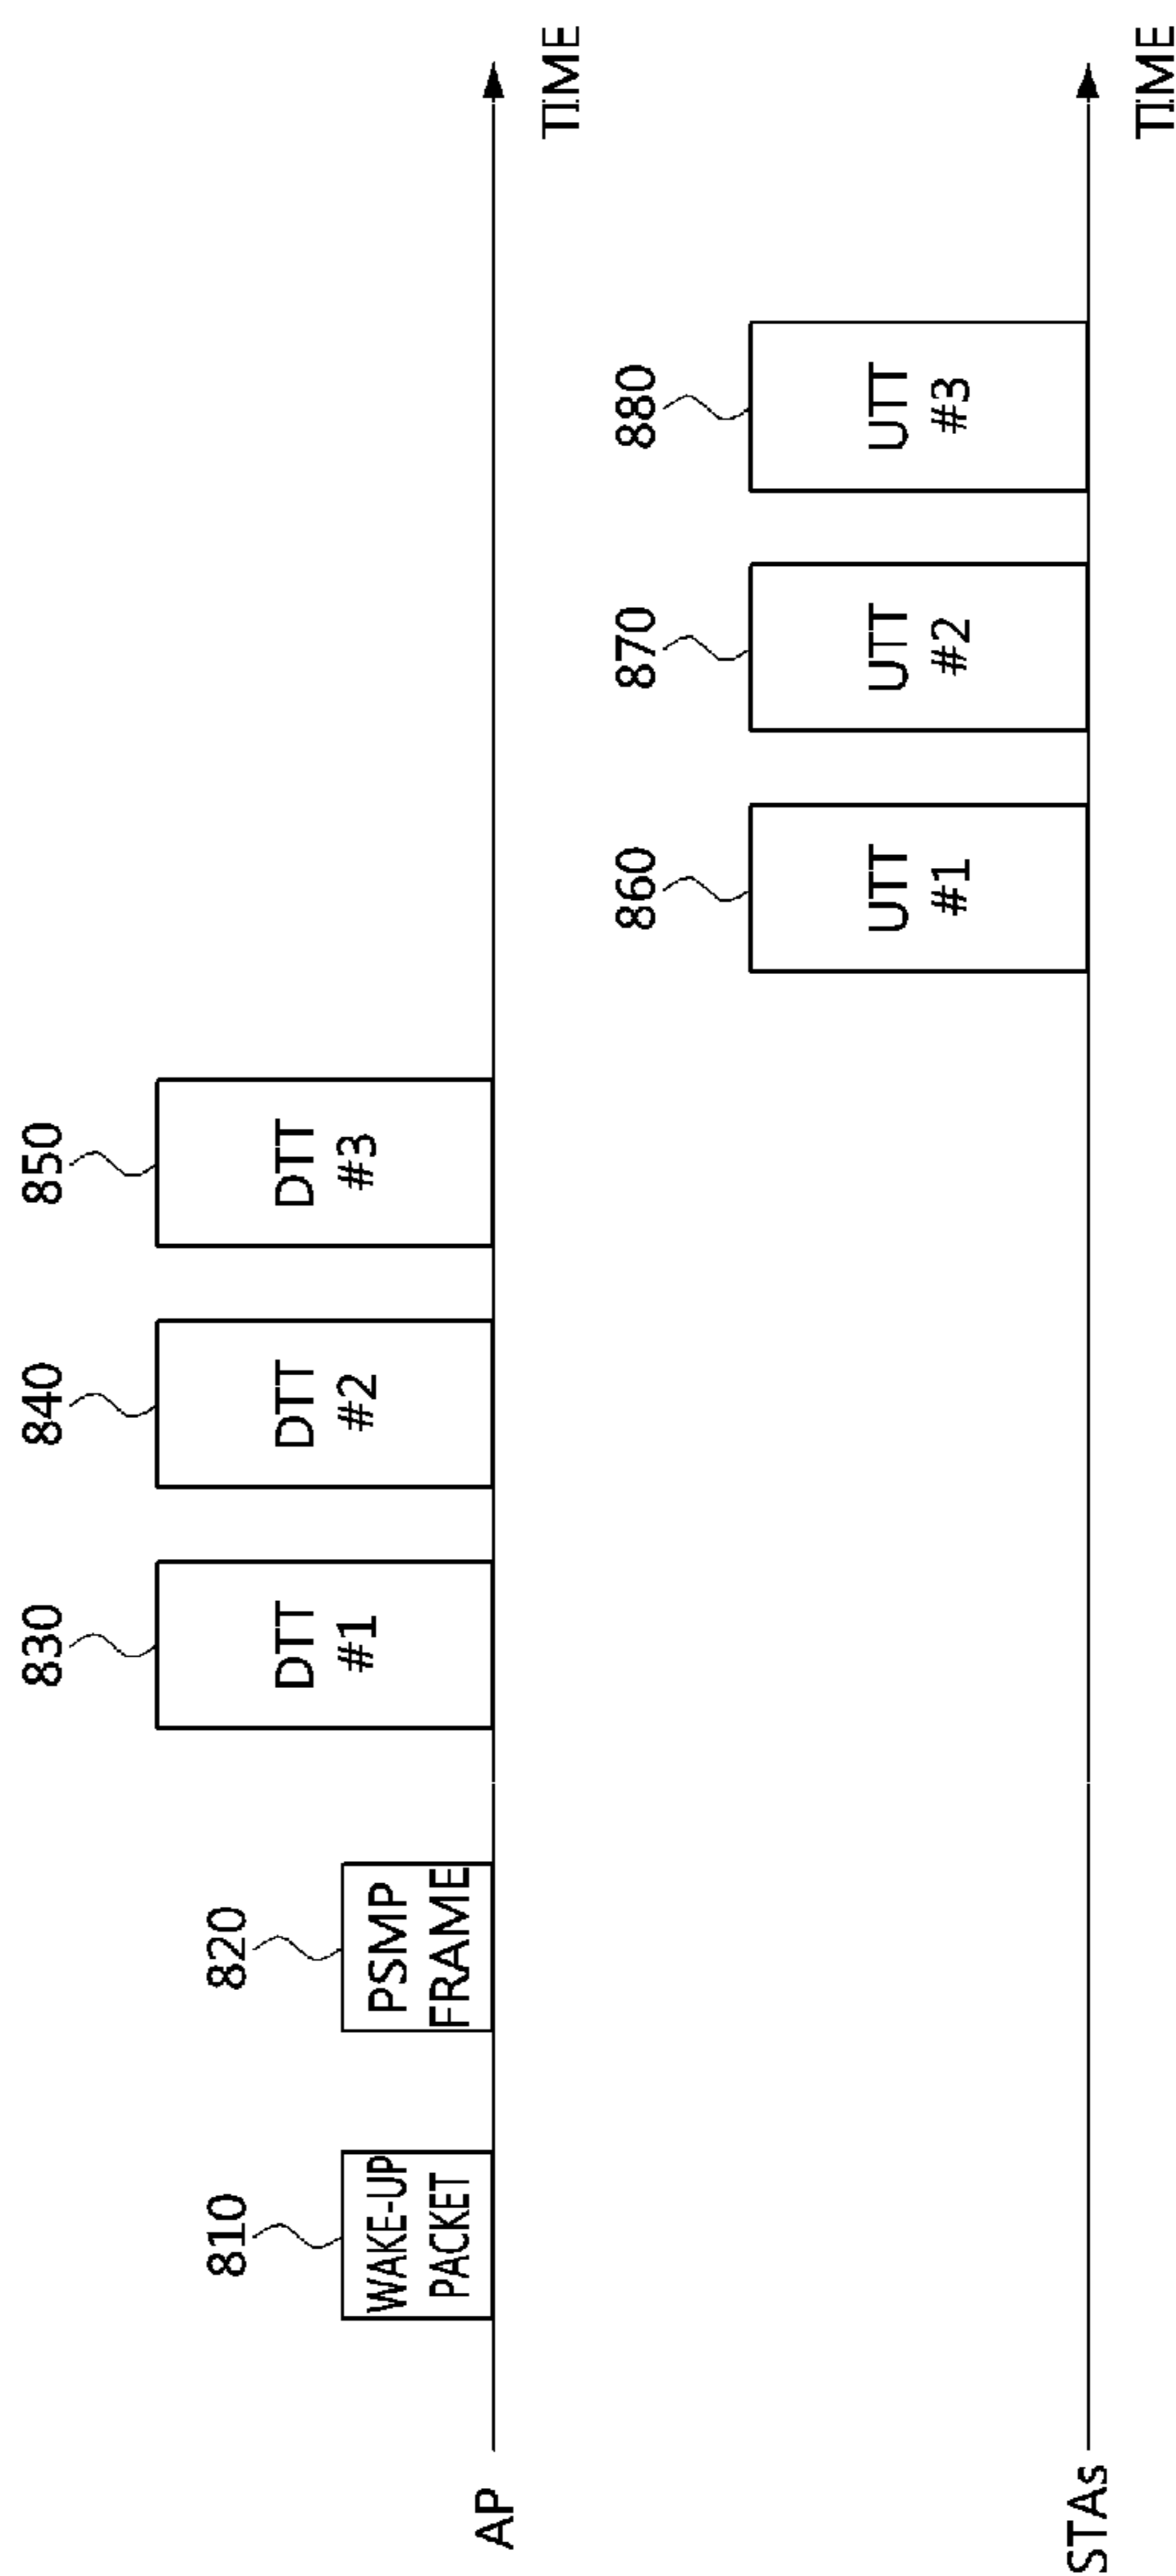 810
WAKE-UP
PACKET
820
PSMP
FRAME
830
DTT
#1
840
DTT
#2
850
DTT
#3
AP
TIME
860
UTT
#1
870
UTT
#2
880
UTT
#3
STAs
TIME